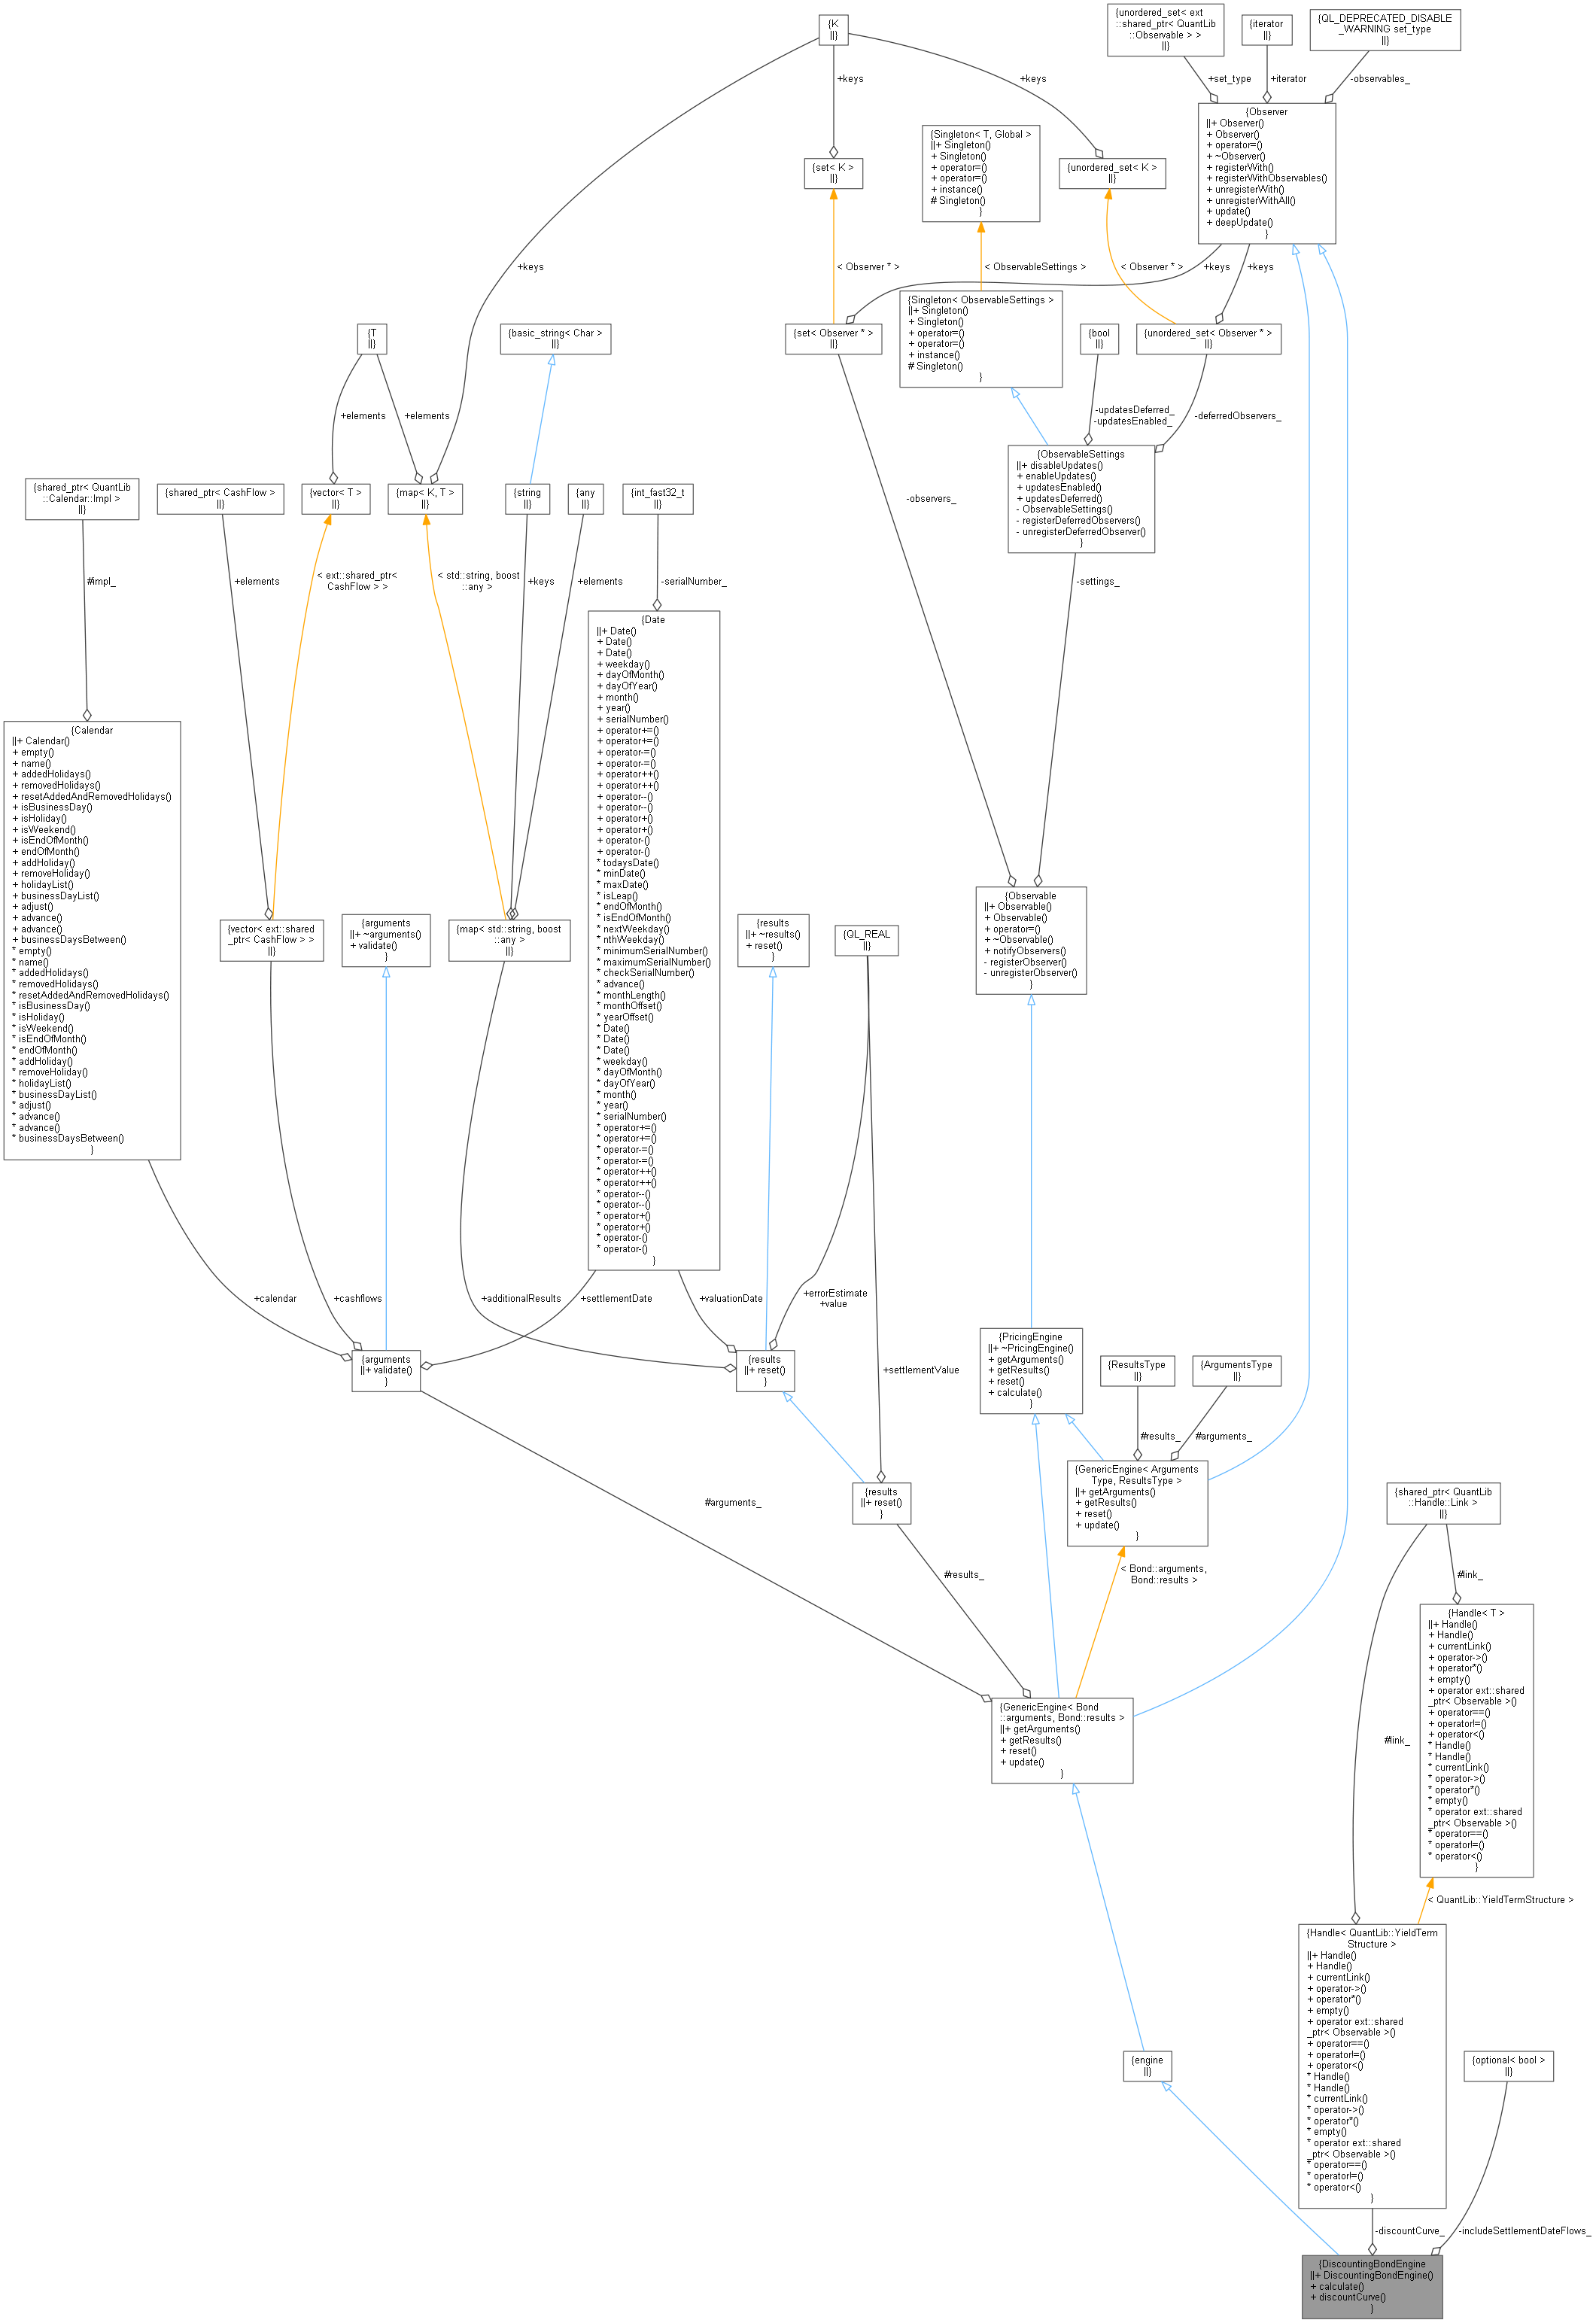 {K
||}
{unordered_set< ext
::shared_ptr< QuantLib
::Observable > >
||}
{iterator
||}
{QL_DEPRECATED_DISABLE
_WARNING set_type
||}
+keys
+keys
+set_type
+iterator
-observables_
{Observer
||+ Observer()
+ Observer()
+ operator=()
+ ~Observer()
+ registerWith()
+ registerWithObservables()
+ unregisterWith()
+ unregisterWithAll()
+ update()
+ deepUpdate()
}
{Singleton< T, Global >
||+ Singleton()
+ Singleton()
+ operator=()
+ operator=()
+ instance()
# Singleton()
}
{set< K >
||}
{unordered_set< K >
||}
+keys
< Observer * >
< ObservableSettings >
< Observer * >
+keys
+keys
{Singleton< ObservableSettings >
||+ Singleton()
+ Singleton()
+ operator=()
+ operator=()
+ instance()
# Singleton()
}
{T
||}
{basic_string< Char >
||}
{set< Observer * >
||}
{bool
||}
{unordered_set< Observer * >
||}
+elements
+elements
-updatesDeferred_
-updatesEnabled_
-deferredObservers_
{ObservableSettings
||+ disableUpdates()
+ enableUpdates()
+ updatesEnabled()
+ updatesDeferred()
- ObservableSettings()
- registerDeferredObservers()
- unregisterDeferredObserver()
}
{shared_ptr< QuantLib
::Calendar::Impl >
||}
{shared_ptr< CashFlow >
||}
{vector< T >
||}
{map< K, T >
||}
{string
||}
{any
||}
{int_fast32_t
||}
-observers_
#impl_
+elements
< ext::shared_ptr<
CashFlow > >
< std::string, boost
::any >
+keys
+elements
-serialNumber_
-settings_
{Date
||+ Date()
+ Date()
+ Date()
+ weekday()
+ dayOfMonth()
+ dayOfYear()
+ month()
+ year()
+ serialNumber()
+ operator+=()
+ operator+=()
+ operator-=()
+ operator-=()
+ operator++()
+ operator++()
+ operator--()
+ operator--()
+ operator+()
+ operator+()
+ operator-()
+ operator-()
* todaysDate()
* minDate()
* maxDate()
* isLeap()
* endOfMonth()
* isEndOfMonth()
* nextWeekday()
* nthWeekday()
* minimumSerialNumber()
* maximumSerialNumber()
* checkSerialNumber()
* advance()
* monthLength()
* monthOffset()
* yearOffset()
* Date()
* Date()
* Date()
* weekday()
* dayOfMonth()
* dayOfYear()
* month()
* year()
* serialNumber()
* operator+=()
* operator+=()
* operator-=()
* operator-=()
* operator++()
* operator++()
* operator--()
* operator--()
* operator+()
* operator+()
* operator-()
* operator-()
}
{Calendar
||+ Calendar()
+ empty()
+ name()
+ addedHolidays()
+ removedHolidays()
+ resetAddedAndRemovedHolidays()
+ isBusinessDay()
+ isHoliday()
+ isWeekend()
+ isEndOfMonth()
+ endOfMonth()
+ addHoliday()
+ removeHoliday()
+ holidayList()
+ businessDayList()
+ adjust()
+ advance()
+ advance()
+ businessDaysBetween()
* empty()
* name()
* addedHolidays()
* removedHolidays()
* resetAddedAndRemovedHolidays()
* isBusinessDay()
* isHoliday()
* isWeekend()
* isEndOfMonth()
* endOfMonth()
* addHoliday()
* removeHoliday()
* holidayList()
* businessDayList()
* adjust()
* advance()
* advance()
* businessDaysBetween()
}
{vector< ext::shared
_ptr< CashFlow > >
||}
{arguments
||+ ~arguments()
+ validate()
}
{map< std::string, boost
::any >
||}
{results
||+ ~results()
+ reset()
}
{QL_REAL
||}
{Observable
||+ Observable()
+ Observable()
+ operator=()
+ ~Observable()
+ notifyObservers()
- registerObserver()
- unregisterObserver()
}
+calendar
+cashflows
+additionalResults
+settlementDate
+valuationDate
+errorEstimate
+value
{arguments
||+ validate()
}
{results
||+ reset()
}
+settlementValue
{PricingEngine
||+ ~PricingEngine()
+ getArguments()
+ getResults()
+ reset()
+ calculate()
}
{ResultsType
||}
{ArgumentsType
||}
#results_
#arguments_
{GenericEngine< Arguments
Type, ResultsType >
||+ getArguments()
+ getResults()
+ reset()
+ update()
}
{results
||+ reset()
}
{shared_ptr< QuantLib
::Handle::Link >
||}
#arguments_
#results_
< Bond::arguments,
Bond::results >
#link_
{Handle< T >
||+ Handle()
+ Handle()
+ currentLink()
+ operator->()
+ operator*()
+ empty()
+ operator ext::shared
_ptr< Observable >()
+ operator==()
+ operator!=()
+ operator<()
* Handle()
* Handle()
* currentLink()
* operator->()
* operator*()
* empty()
* operator ext::shared
_ptr< Observable >()
* operator==()
* operator!=()
* operator<()
}
{GenericEngine< Bond
::arguments, Bond::results >
||+ getArguments()
+ getResults()
+ reset()
+ update()
}
#link_
< QuantLib::YieldTermStructure >
{Handle< QuantLib::YieldTerm
Structure >
||+ Handle()
+ Handle()
+ currentLink()
+ operator->()
+ operator*()
+ empty()
+ operator ext::shared
_ptr< Observable >()
+ operator==()
+ operator!=()
+ operator<()
* Handle()
* Handle()
* currentLink()
* operator->()
* operator*()
* empty()
* operator ext::shared
_ptr< Observable >()
* operator==()
* operator!=()
* operator<()
}
{engine
||}
{optional< bool >
||}
-discountCurve_
-includeSettlementDateFlows_
{DiscountingBondEngine
||+ DiscountingBondEngine()
+ calculate()
+ discountCurve()
}